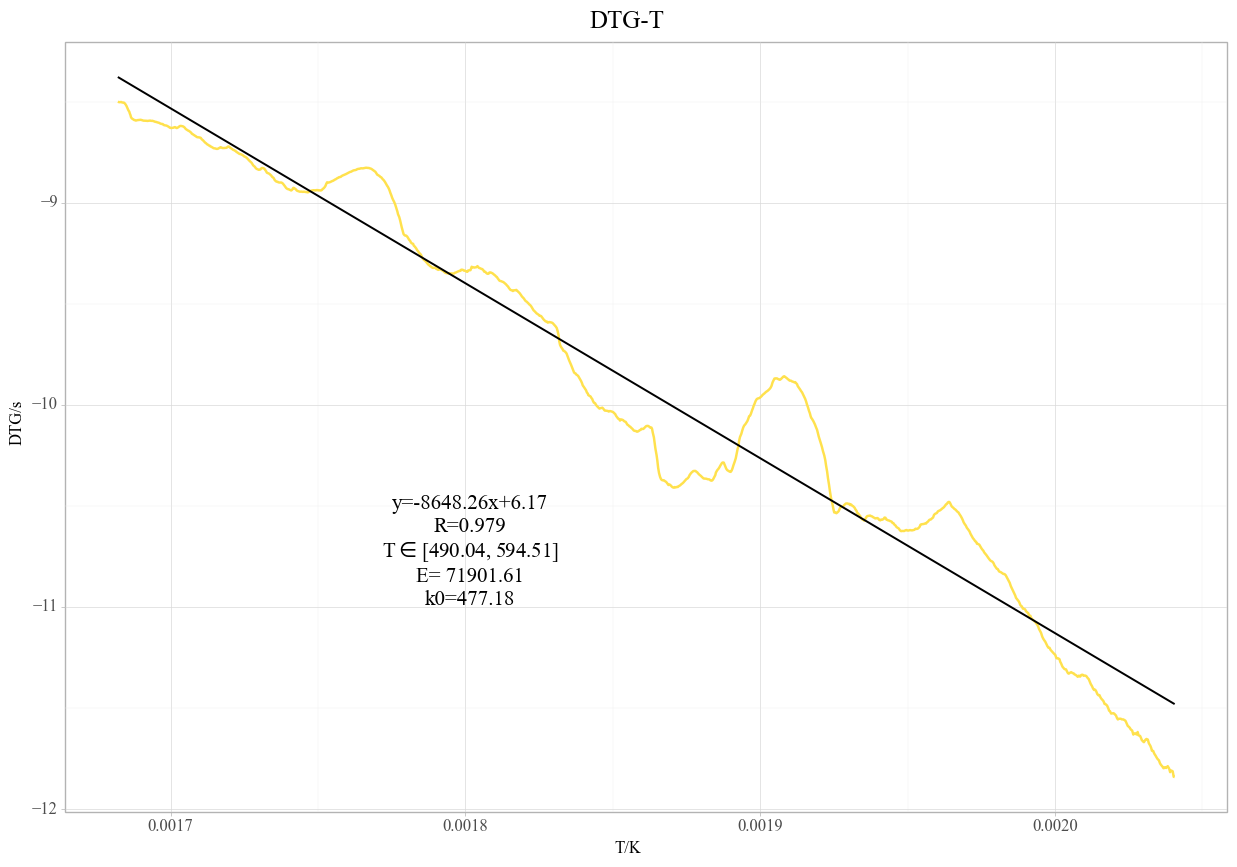 DTG-T
−9
−10
−11
−12
DTG/s
y=-8648.26x+6.17
R=0.979
T ∈ [490.04, 594.51]
E= 71901.61
k0=477.18
0.0017
0.0018
0.0019
0.0020
T/K